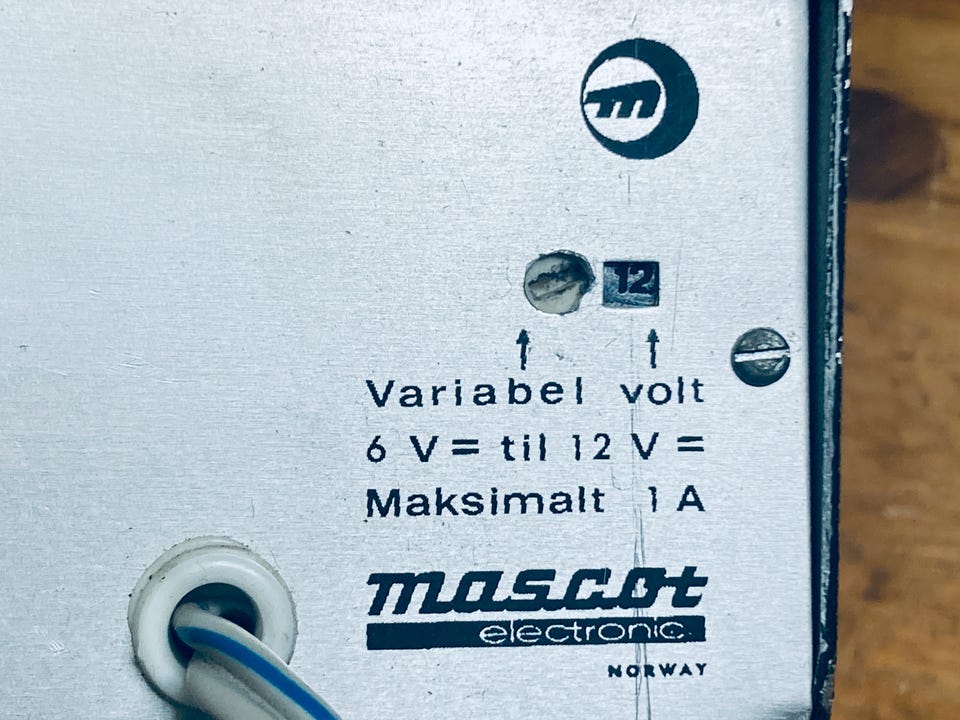 m
12
Variabel volt
6 V = til 12 V =
Maksimalt 1 A
mascot
electronic
NORWAY